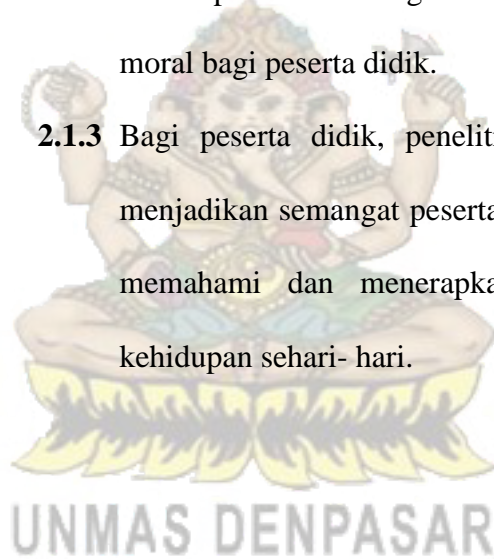 moral bagi peserta didik.
2.1.3 Bagi peserta didik, peneliti
menjadikan semangat peserta
memahami dan menerapka
kehidupan sehari- hari.
UNMAS DENPASAR